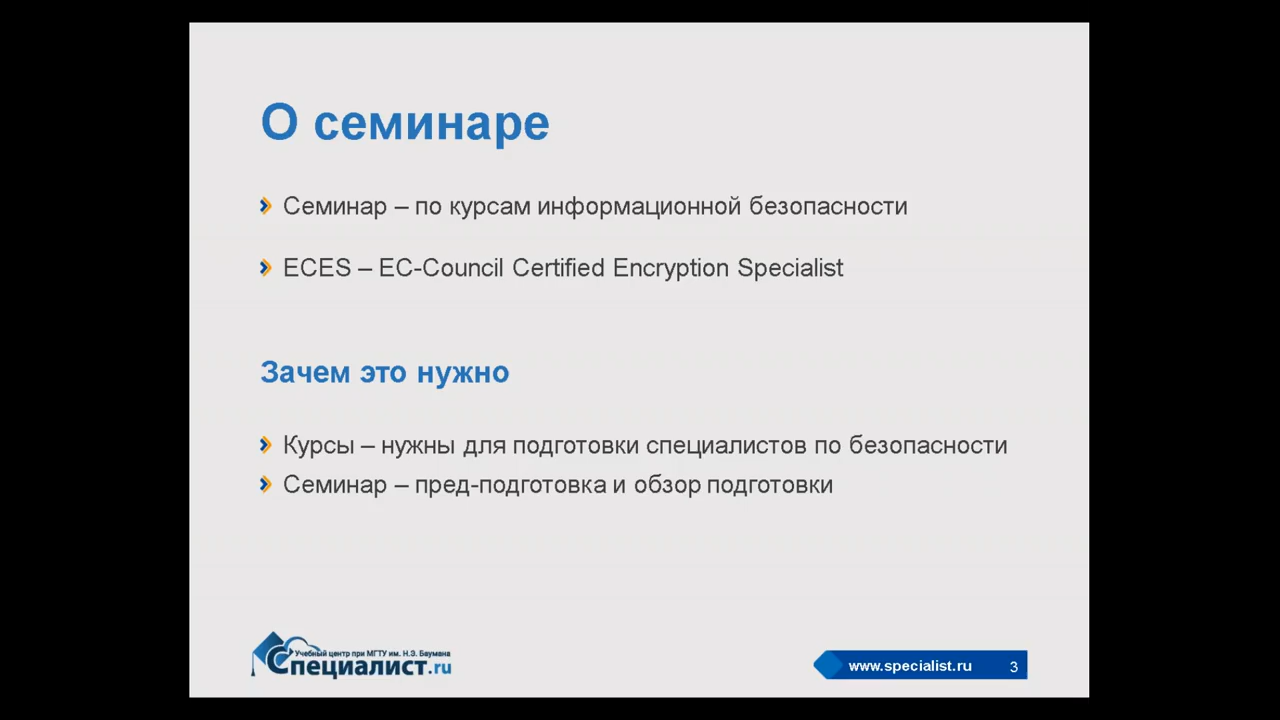 О семинаре
Семинар – по курсам информационной безопасности
ECES – EC-Council Certified Encryption Specialist
Зачем это нужно
Курсы – нужны для подготовки специалистов по безопасности
Семинар – пред-подготовка и обзор подготовки
Учебный центр при МГТУ им. Н.Э. Баумана
Специалист.ru
www.specialist.ru 3